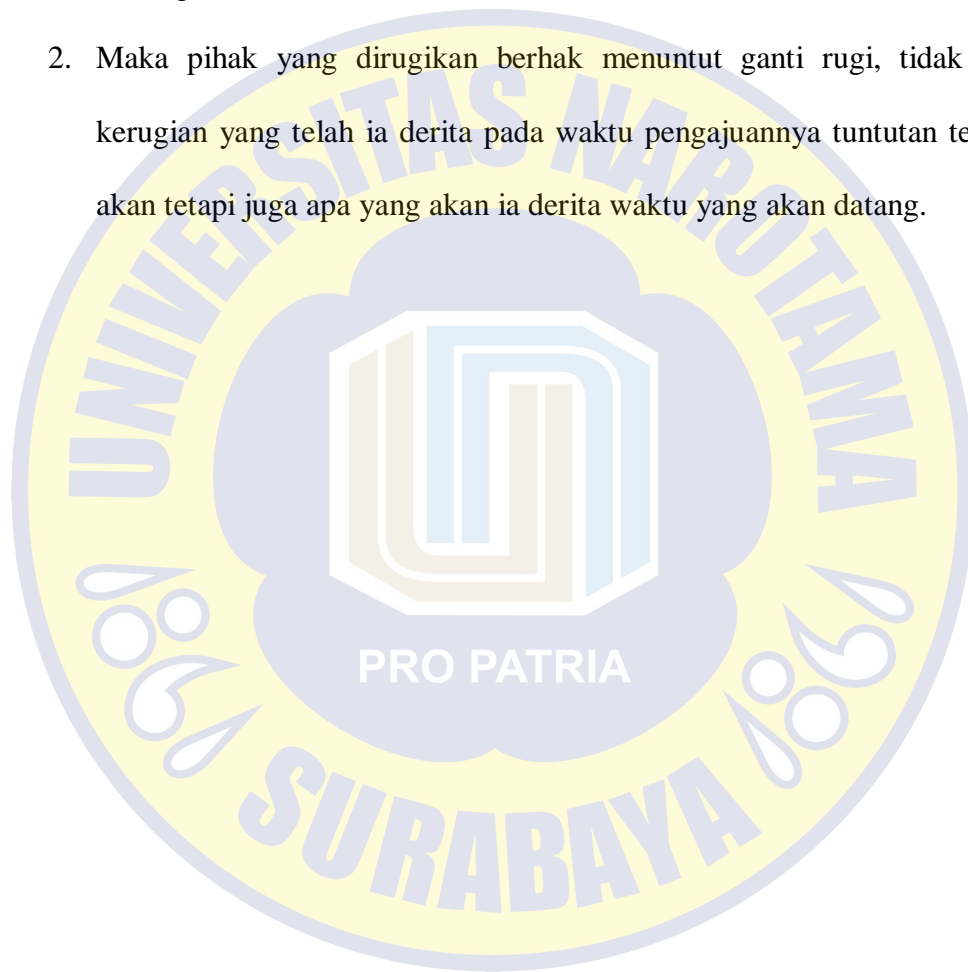 2. Maka pihak yang dirugikan berhak menuntut ganti rugi, tidak
kerugian yang telah ia derita pada waktu pengajuannya tuntutan
akan tetapi juga apa yang akan ia derita waktu yang akan datang.
UNIVERSITAS NAROTAMA
PRO PATRIA
SURABAYA